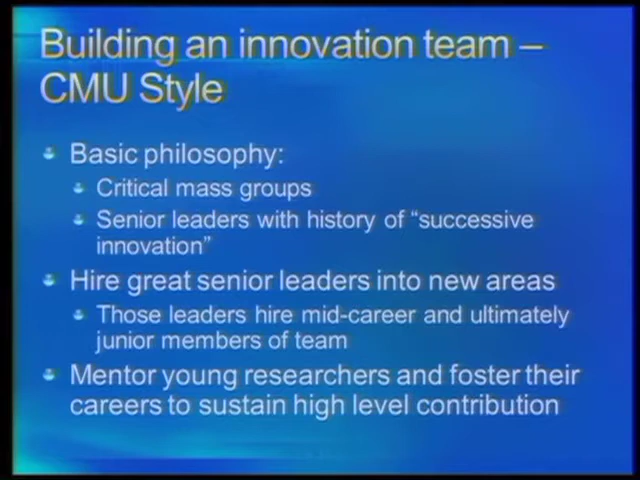 Building an innovation team –
CMU Style
Basic philosophy:
Critical mass groups
Senior leaders with history of “successive
innovation”
Hire great senior leaders into new areas
Those leaders hire mid-career and ultimately
junior members of team
Mentor young researchers and foster their
careers to sustain high level contribution